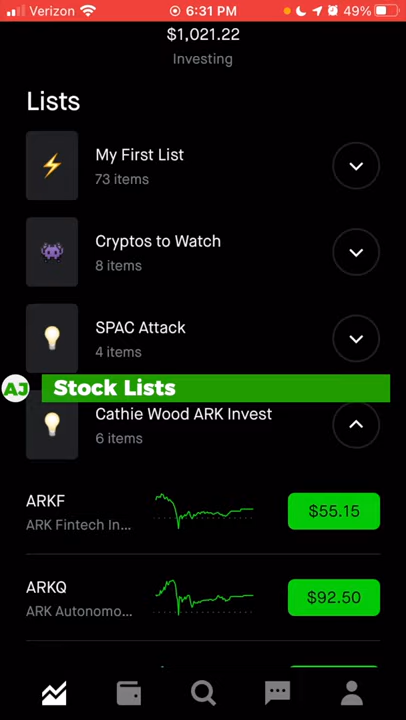 Verizon 6:31 PM 49%
$1,021.22
Investing
Lists
My First List
73 items
Cryptos to Watch
8 items
SPAC Attack
4 items
AJ Stock Lists
Cathie Wood ARK Invest
6 items
ARKF
ARK Fintech In...
$55.15
ARKQ
ARK Autonomo...
$92.50